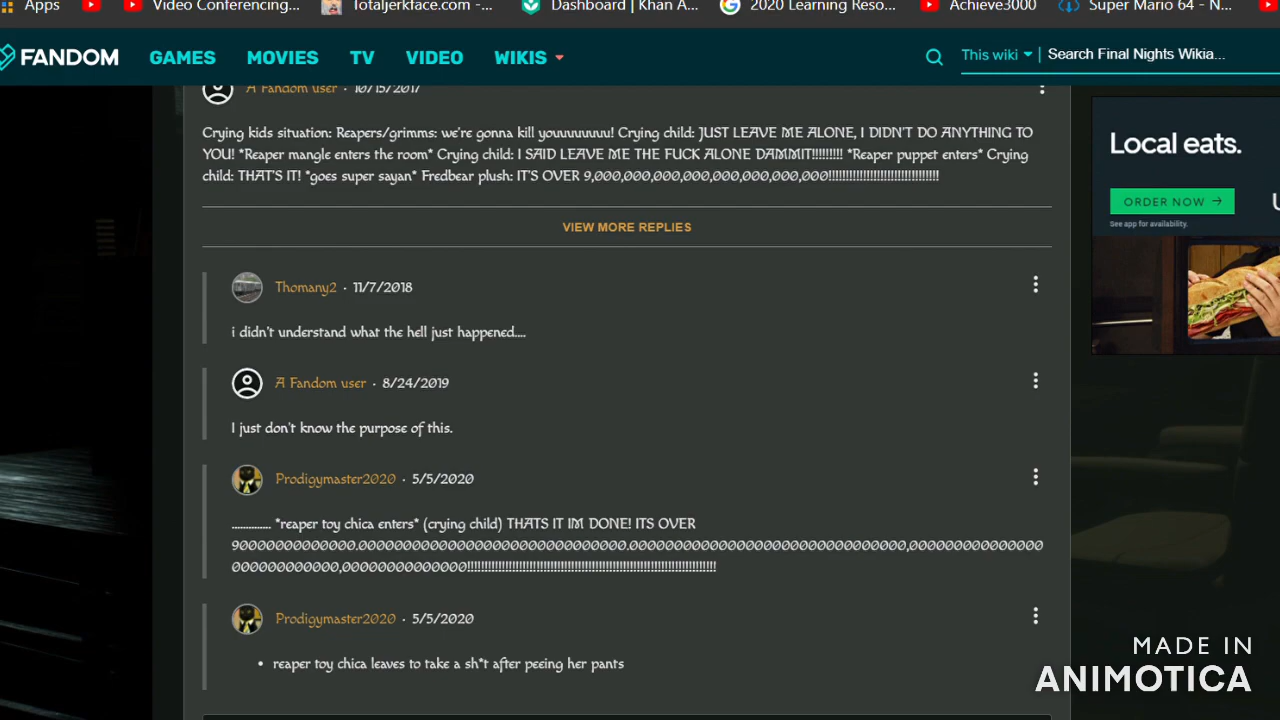 Apps Video Conferencing... Totaljerkface.com -... Dashboard | Khan A... 2020 Learning Reso... Achieve3000 Super Mario 64 - N...
FANDOM GAMES MOVIES TV VIDEO WIKIS This wiki Search Final Nights Wikia...
A Fandom user 10/15/2017
Crying kids situation: Reapers/grimms: we're gonna kill youuuuuuuu! Crying child: JUST LEAVE ME ALONE, I DIDN'T DO ANYTHING TO
YOU! *Reaper mangle enters the room* Crying child: I SAID LEAVE ME THE FUCK ALONE DAMMIT!!!!!!!!! *Reaper puppet enters* Crying
child: THAT'S IT! *goes super sayan* Fredbear plush: IT'S OVER 9,000,000,000,000,000,000,000,000!!!!!!!!!!!!!!!!!!!!!!!!!!!!!!!!
Local eats.
ORDER NOW →
See app for availability.
VIEW MORE REPLIES
Thomany2 · 11/7/2018
i didn't understand what the hell just happened....
A Fandom user · 8/24/2019
I just don't know the purpose of this.
Prodigymaster2020 · 5/5/2020
.............. *reaper toy chica enters* (crying child) THATS IT IM DONE! ITS OVER
90000000000000.000000000000000000000000000000.0000000000000000000000000000000,000000000000000
000000000000,00000000000000!!!!!!!!!!!!!!!!!!!!!!!!!!!!!!!!!!!!!!!!!!!!!!!!!!!!!!!!!!!!!!!!!!!!!!
Prodigymaster2020 · 5/5/2020
• reaper toy chica leaves to take a sh*t after peeing her pants
MADE IN
ANIMOTICA